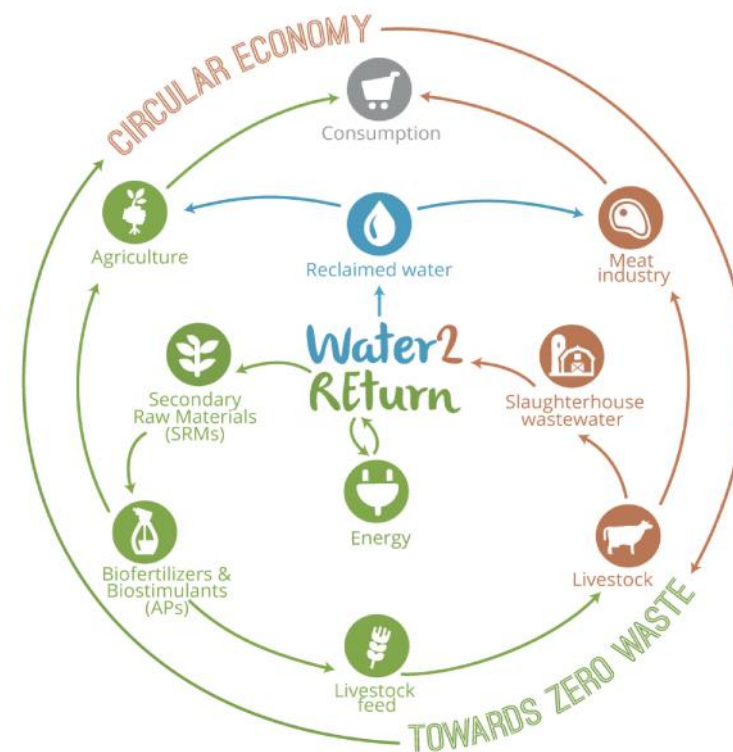 CIRCULAR ECONOMY
Consumption
Agriculture
Reclaimed water
Meat
industry
Water2
REturn
Secondary
Raw Materials
(SRMs)
Slaughterhouse
wastewater
Energy
Biofertilizers &
Biostimulants
(APs)
Livestock
Livestock
feed
TOWARDS ZERO WASTE